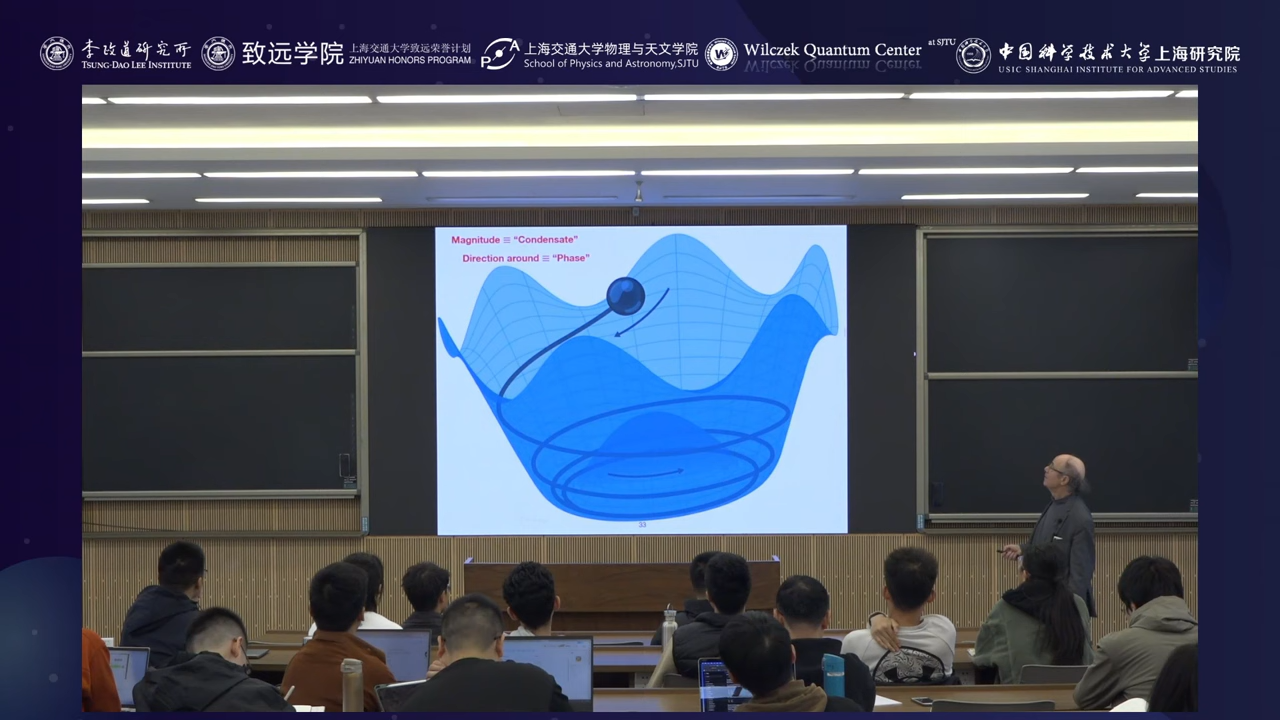 李政道研究所
TSUNG-DAO LEE INSTITUTE
致远学院
上海交通大学致远荣誉计划
ZHIYUAN HONORS PROGRAM
上海交通大学物理与天文学院
School of Physics and Astronomy,SJTU
Wilczek Quantum Center
at SJTU
中国科学技术大学上海研究院
USTC SHANGHAI INSTITUTE FOR ADVANCED STUDIES
Magnitude ≡ “Condensate”
Direction around ≡ “Phase”
33